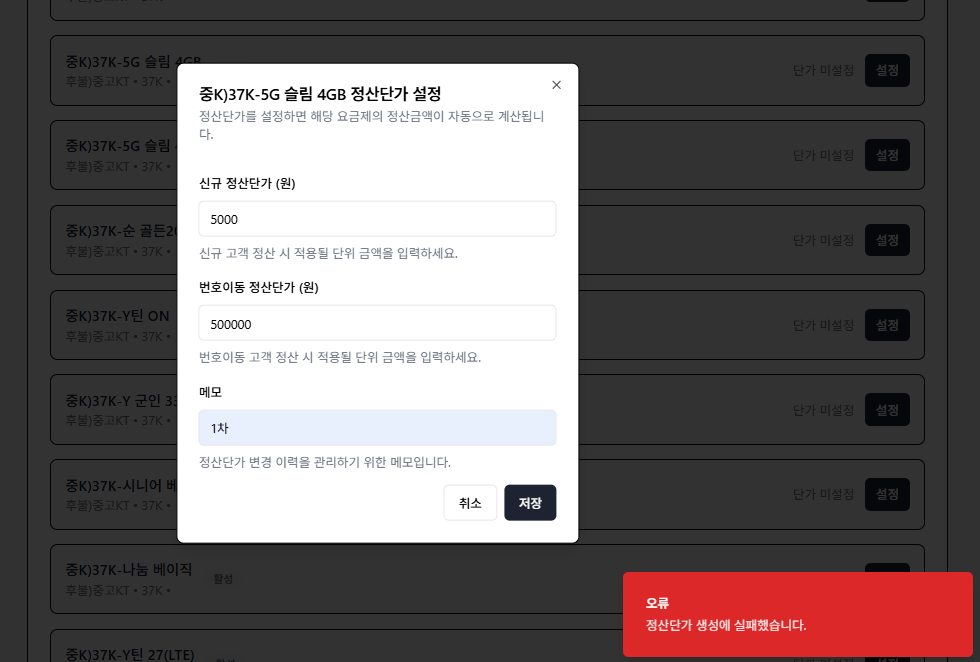 후불)중고KT • 37K •
중K)37K-5G 슬림 4GB
후불)중고KT • 37K •
단가 미설정
설정
중K)37K-5G 슬림
후불)중고KT • 37K •
단가 미설정
설정
중K)37K-순 골든20
후불)중고KT • 37K •
단가 미설정
설정
중K)37K-Y틴 ON
후불)중고KT • 37K •
단가 미설정
설정
중K)37K-Y 군인 33
후불)중고KT • 37K •
단가 미설정
설정
중K)37K-시니어 베
후불)중고KT • 37K •
단가 미설정
설정
중K)37K-나눔 베이직
활성
후불)중고KT • 37K •
중K)37K-Y틴 27(LTE)
중K)37K-5G 슬림 4GB 정산단가 설정
정산단가를 설정하면 해당 요금제의 정산금액이 자동으로 계산됩니
다.
신규 정산단가 (원)
5000
신규 고객 정산 시 적용될 단위 금액을 입력하세요.
번호이동 정산단가 (원)
500000
번호이동 고객 정산 시 적용될 단위 금액을 입력하세요.
메모
1차
정산단가 변경 이력을 관리하기 위한 메모입니다.
취소
저장
오류
정산단가 생성에 실패했습니다.